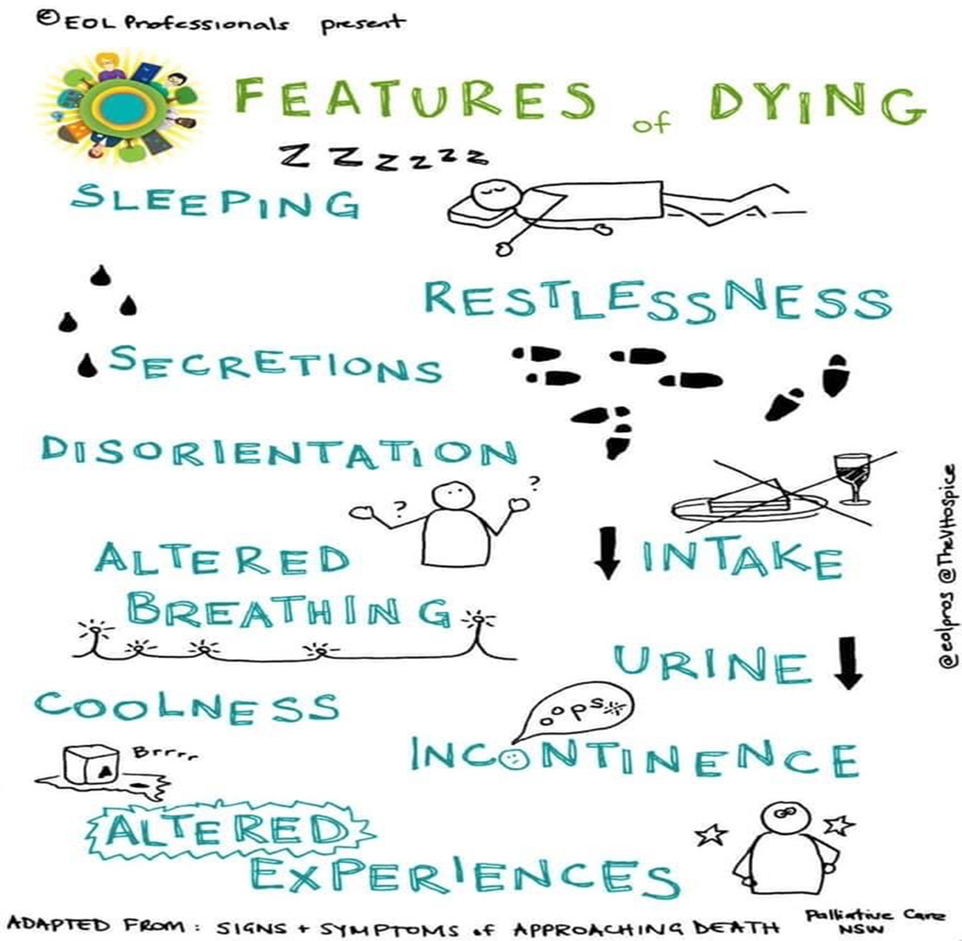 © EOL Professionals present
FEATURES of DYING
Z Z Z Z Z Z Z
SLEEPING
RESTLESSNESS
SECRETIONS
DISORIENTATION
? ?
↓ INTAKE
ALTERED
BREATHING
URINE ↓
COOLNESS
Brrrr
A
oops
INCONTINENCE
ALTERED
EXPERIENCES
ADAPTED FROM: SIGNS + SYMPTOMS of APPROACHING DEATH
Palliative Care
NSW
@eolpros @TheVHospice